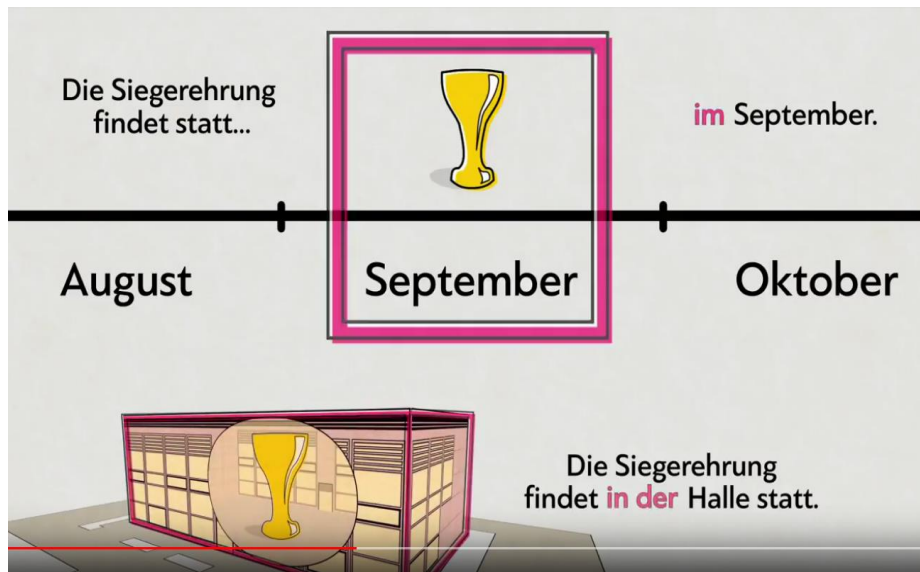 Die Siegerehrung
findet statt...
im September.
August
September
Oktober
Die Siegerehrung
findet in der Halle statt.